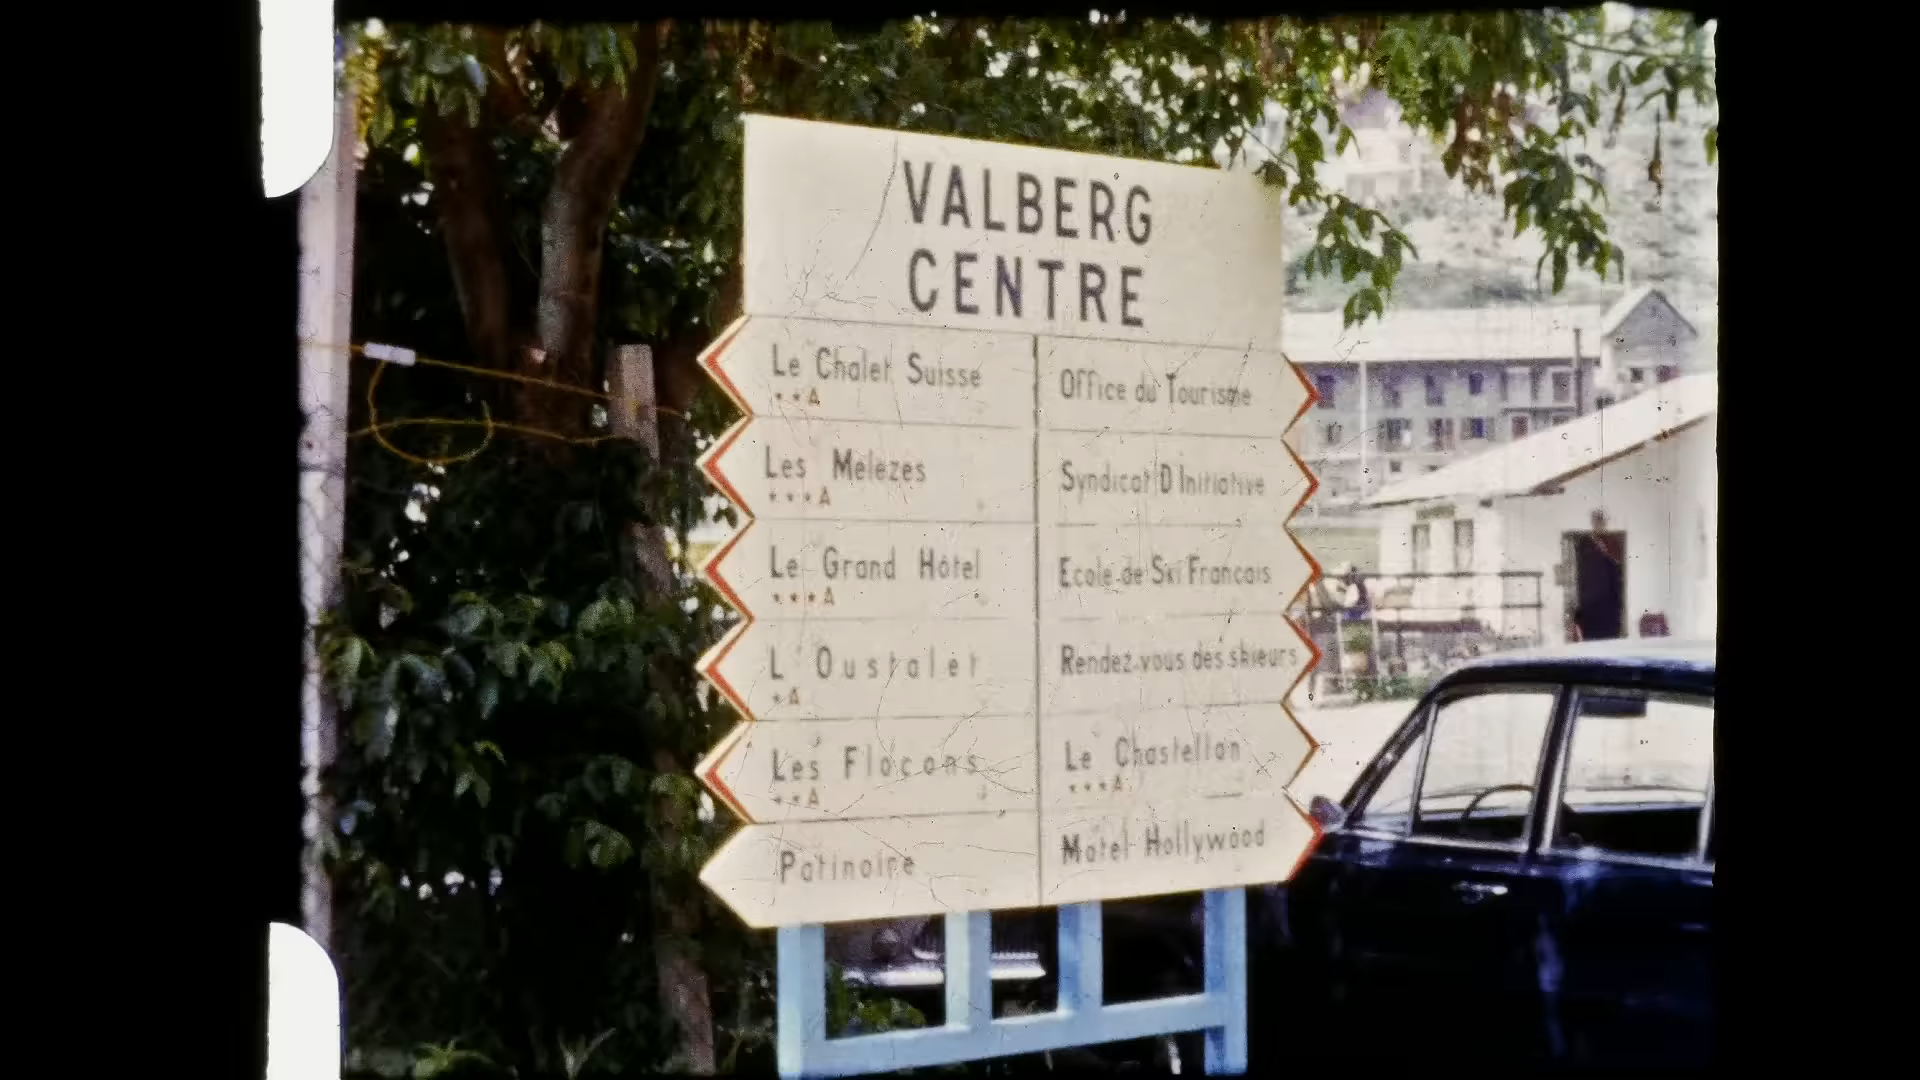 VALBERG
CENTRE
Le Chalet Suisse
**A
Les Melezes
***A
Le Grand Hôtel
***A
L'Oustalet
*A
Les Flocons
**A
Patinoire
Office du Tourisme
Syndicat D Initiative
Ecole de Ski Francais
Rendez-vous des skieurs
Le Chastellan
***A
Motel Hollywood